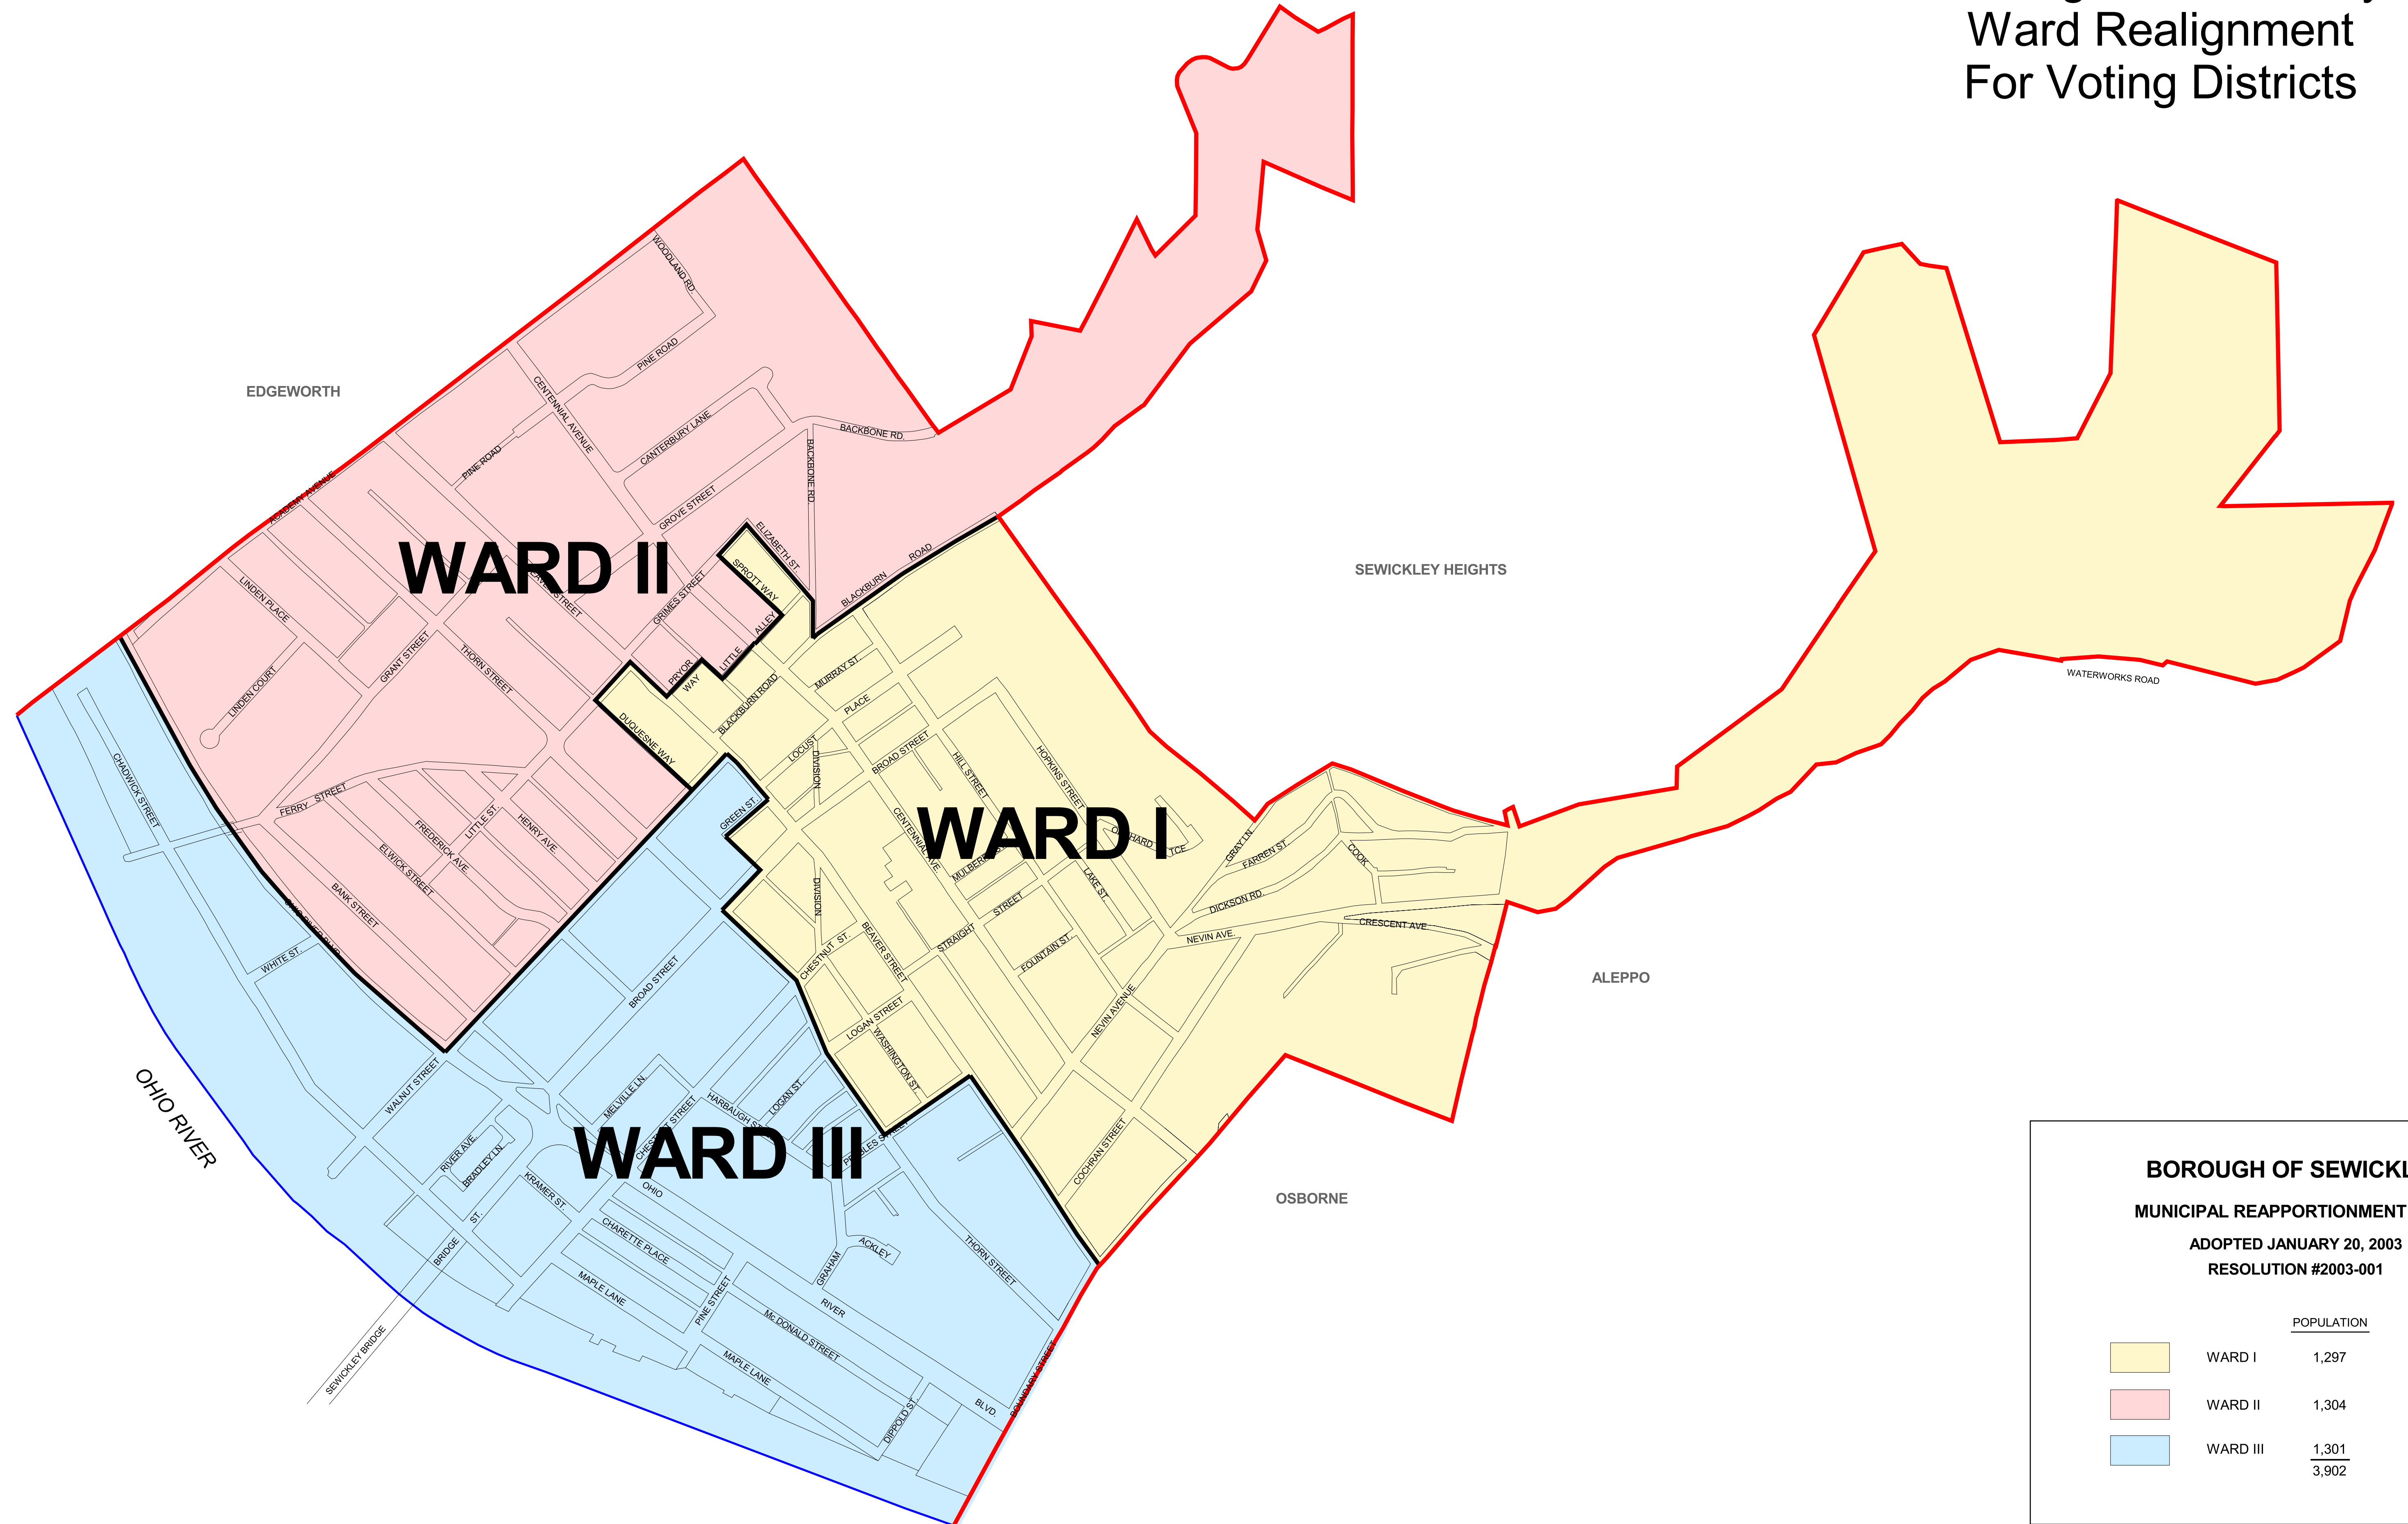 Ward Realignment
For Voting Districts
EDGEWORTH
SEWICKLEY HEIGHTS
ALEPPO
OSBORNE
OHIO RIVER
WARD II
WARD I
WARD III
WOODLAND RD.
PINE ROAD
CENTENNIAL AVENUE
CANTERBURY LANE
BACKBONE RD.
BACKBONE RD.
PINE ROAD
GROVE STREET
ACADEMY AVENUE
ELIZABETH ST.
SPROTT WAY
BLACKBURN
ROAD
LINDEN PLACE
GRIMES STREET
LITTLE
ALLEY
PRYOR
WAY
GRANT STREET
THORN STREET
LINDEN COURT
MURRAY ST.
PLACE
BLACKBURN ROAD
DUQUESNE WAY
LOCUST
DIVISION
BROAD STREET
HILL STREET
HOPKINS STREET
CHADWICK STREET
FERRY STREET
LITTLE ST.
HENRY AVE.
FREDERICK AVE.
ELWICK STREET
BANK STREET
GREEN ST.
CENTENNIAL AVE
LAKE ST.
GRAY LN
FARREN ST
COOK
DICKSON RD.
CRESCENT AVE
NEVIN AVE.
WATERWORKS ROAD
DIVISION
CHESTNUT ST.
BEAVER STREET
STRAIGHT
STREET
FOUNTAIN ST.
WHITE ST.
BROAD STREET
LOGAN STREET
WASHINGTON ST
NEVIN AVENUE
WALNUT STREET
MELVILLE LN.
LOGAN ST.
COCHRAN STREET
RIVER AVE.
BRADLEY LN.
KRAMER ST.
OHIO
CHARETTE PLACE
MAPLE LANE
ST.
BRIDGE
SEWICKLEY BRIDGE
PINE STREET
GRAHAM
ACKLEY
THORN STREET
RIVER
Mc DONALD STREET
MAPLE LANE
DIPPOLD ST.
BLVD.
BOUNDARY STREET
BOROUGH OF SEWICKL
MUNICIPAL REAPPORTIONMENT
ADOPTED JANUARY 20, 2003
RESOLUTION #2003-001
POPULATION
WARD I 1,297
WARD II 1,304
WARD III 1,301
3,902